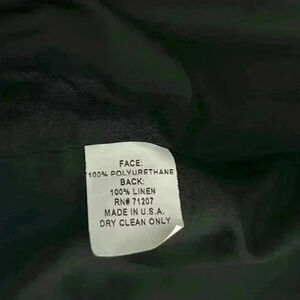 FACE:
100% POLYURETHANE
BACK:
100% LINEN
RN# 71207
MADE IN U.S.A.
DRY CLEAN ONLY